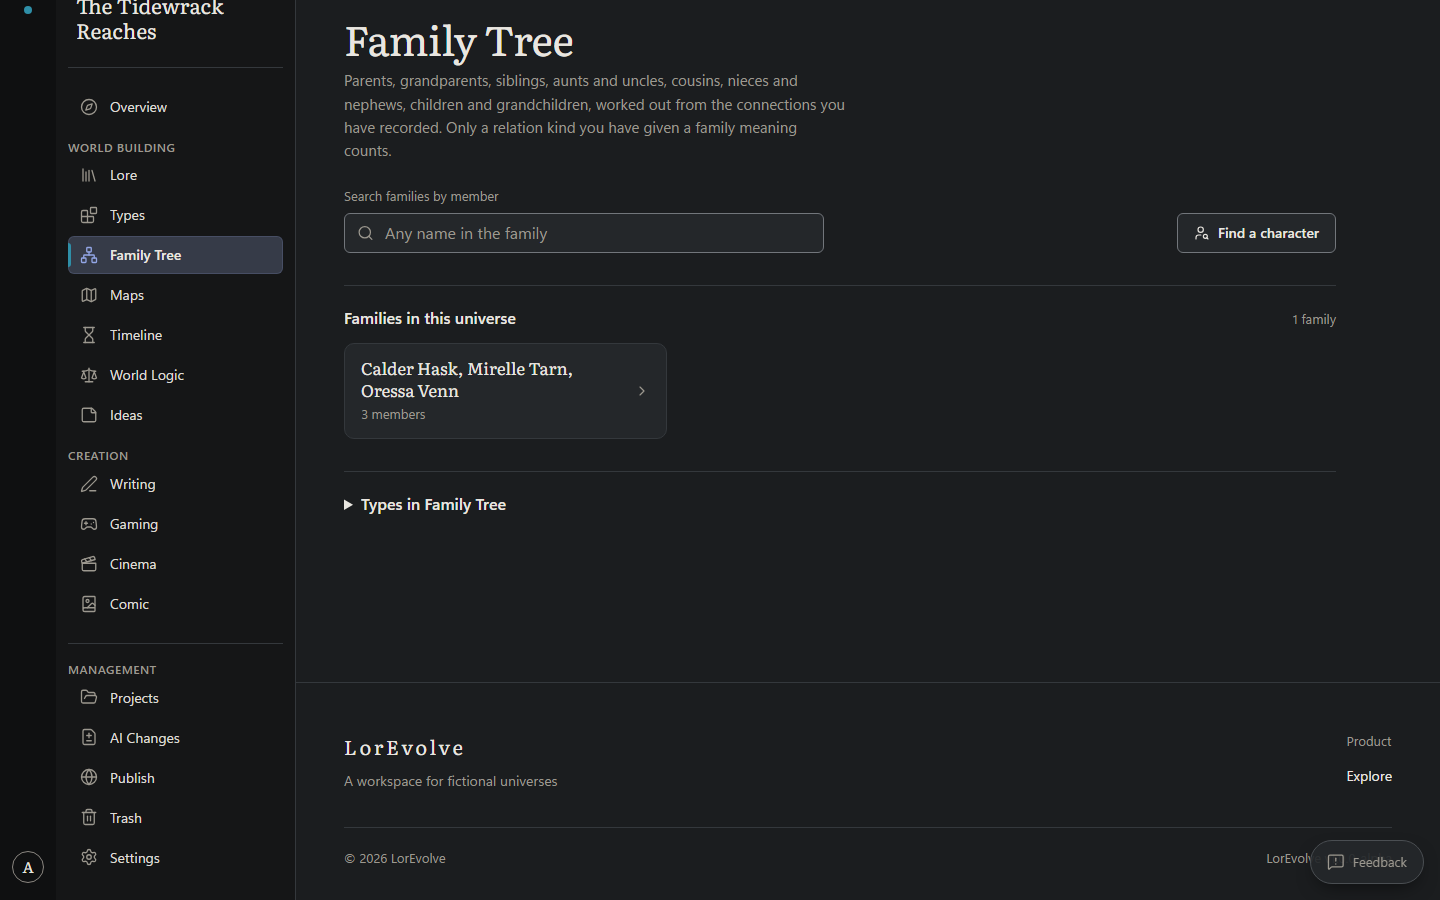 The Tidewrack
Reaches
Overview
WORLD BUILDING
Lore
Types
Family Tree
Maps
Timeline
World Logic
Ideas
CREATION
Writing
Gaming
Cinema
Comic
MANAGEMENT
Projects
AI Changes
Publish
Trash
Settings
A
Family Tree
Parents, grandparents, siblings, aunts and uncles, cousins, nieces and
nephews, children and grandchildren, worked out from the connections you
have recorded. Only a relation kind you have given a family meaning
counts.
Search families by member
Any name in the family
Find a character
Families in this universe
1 family
Calder Hask, Mirelle Tarn,
Oressa Venn
3 members
Types in Family Tree
LorEvolve
A workspace for fictional universes
Product
Explore
© 2026 LorEvolve
Feedback